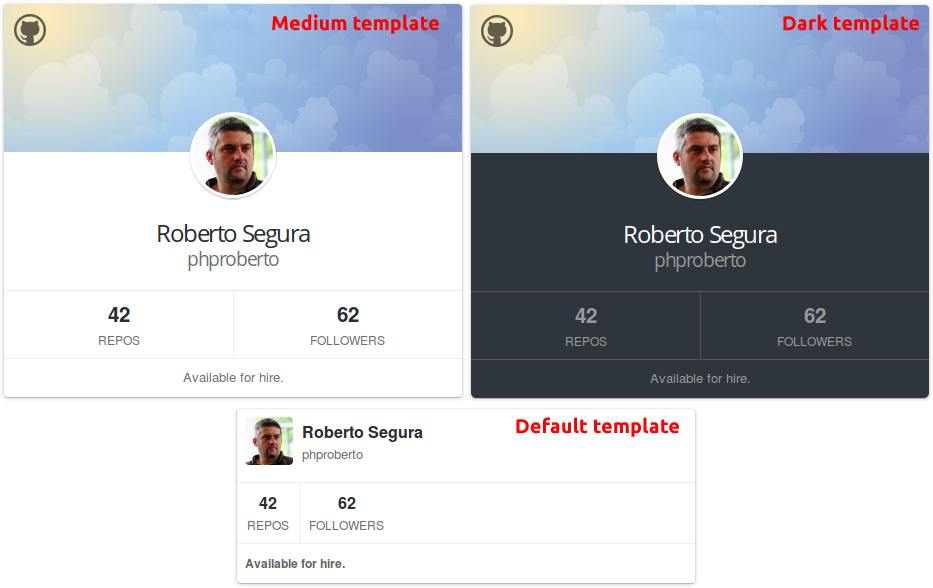 Medium template
Roberto Segura
phproberto
42
REPOS
62
FOLLOWERS
Available for hire.
Dark template
Roberto Segura
phproberto
42
REPOS
62
FOLLOWERS
Available for hire.
Default template
Roberto Segura
phproberto
42
REPOS
62
FOLLOWERS
Available for hire.